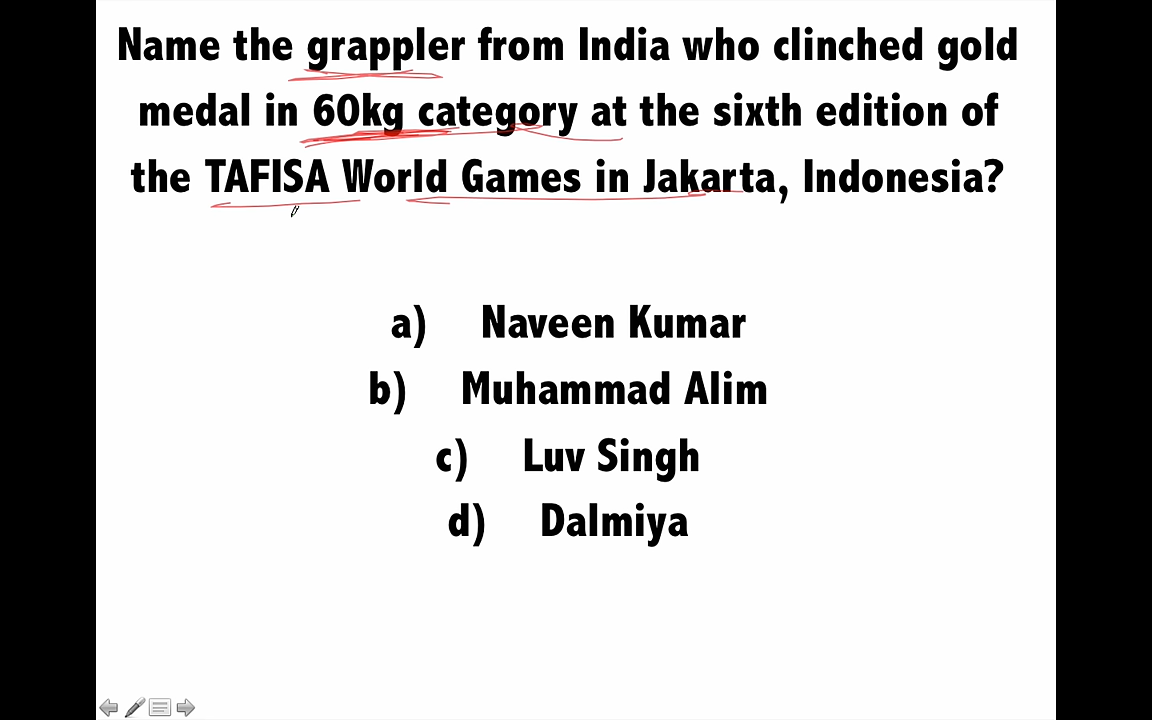 Name the grappler from India who clinched gold
medal in 60kg category at the sixth edition of
the TAFISA World Games in Jakarta, Indonesia?
a) Naveen Kumar
b) Muhammad Alim
c) Luv Singh
d) Dalmiya